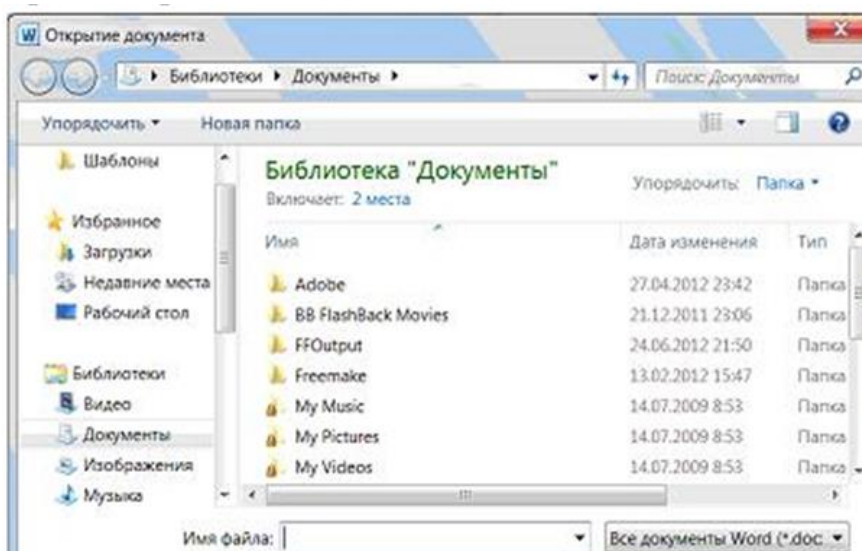 Открытие документа
Библиотеки Документы
Поиск: Документы
Упорядочить Новая папка
Шаблоны
Избранное
Загрузки
Недавние места
Рабочий стол
Библиотеки
Видео
Документы
Изображения
Музыка
Библиотека "Документы"
Включает: 2 места
Упорядочить: Папка
Имя Дата изменения Тип
Adobe 27.04.2012 23:42 Папка
BB FlashBack Movies 21.12.2011 23:06 Папка
FFOutput 24.06.2012 21:50 Папка
Freemake 13.02.2012 15:47 Папка
My Music 14.07.2009 8:53 Папка
My Pictures 14.07.2009 8:53 Папка
My Videos 14.07.2009 8:53 Папка
Имя файла: Все документы Word (*.doc